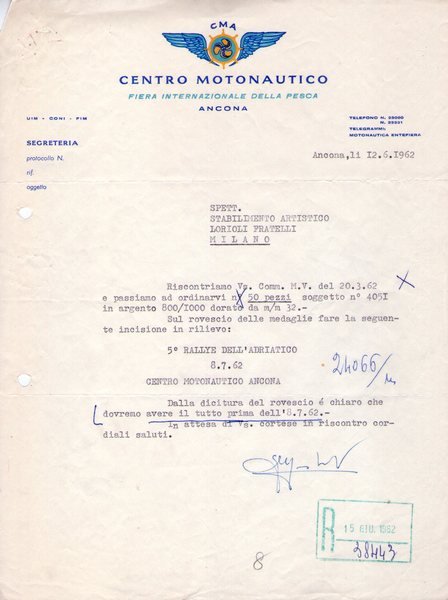 CMA
CENTRO MOTONAUTICO
FIERA INTERNAZIONALE DELLA PESCA
ANCONA
UIM - CONI - FIM
TELEFONO N. 25000
N. 23231
TELEGRAMMI:
MOTONAUTICA ENTEFIERA
SEGRETERIA
protocollo N.
rif.
oggetto
Ancona,li I2.6.I962
SPETT.
STABILIMENTO ARTISTICO
LORIOLI FRATELLI
MILANO
Riscontriamo Vs. Comm. M.V. del 20.3.62
e passiamo ad ordinarvi n° 50 pezzi soggetto n° 405I
in argento 800/I000 dorato da m/m 32.-
Sul rovescio delle medaglie fare la seguen-
te incisione in rilievo:
5° RALLYE DELL'ADRIATICO
8.7.62
CENTRO MOTONAUTICO ANCONA
24066/
Dalla dicitura del rovescio é chiaro che
dovremo avere il tutto prima dell'8.7.62.-
In attesa di Vs. cortese in riscontro cor-
diali saluti.
R
15 GIU. 1962
38443
8